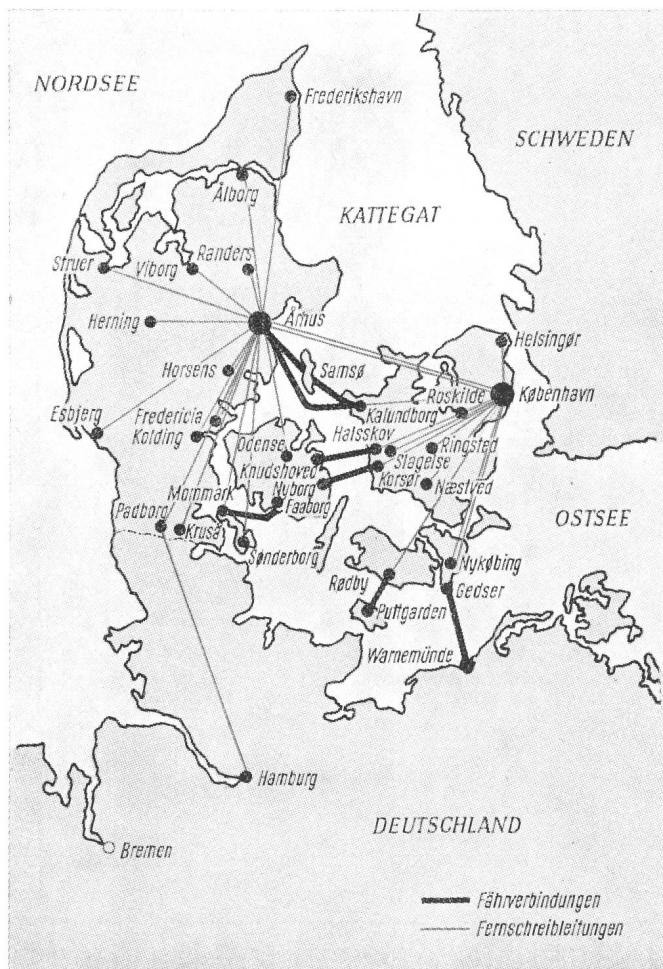 NORDSEE
Frederikshavn
SCHWEDEN
Ålborg
KATTEGAT
Struer
Viborg
Randers
Herning
Århus
Helsingør
Horsens
Samsø
København
Roskilde
Kalundborg
Esbjerg
Fredericia
Kolding
Odense
Halsskov
Ringsted
Knudshoved
Slagelse
Nyborg
Korsør
Næstved
Mommark
Faaborg
Padborg
Kruså
OSTSEE
Sønderborg
Nykøbing
Rødby
Gedser
Puttgarden
Warnemünde
Hamburg
DEUTSCHLAND
Bremen
Fährverbindungen
Fernschreibleitungen